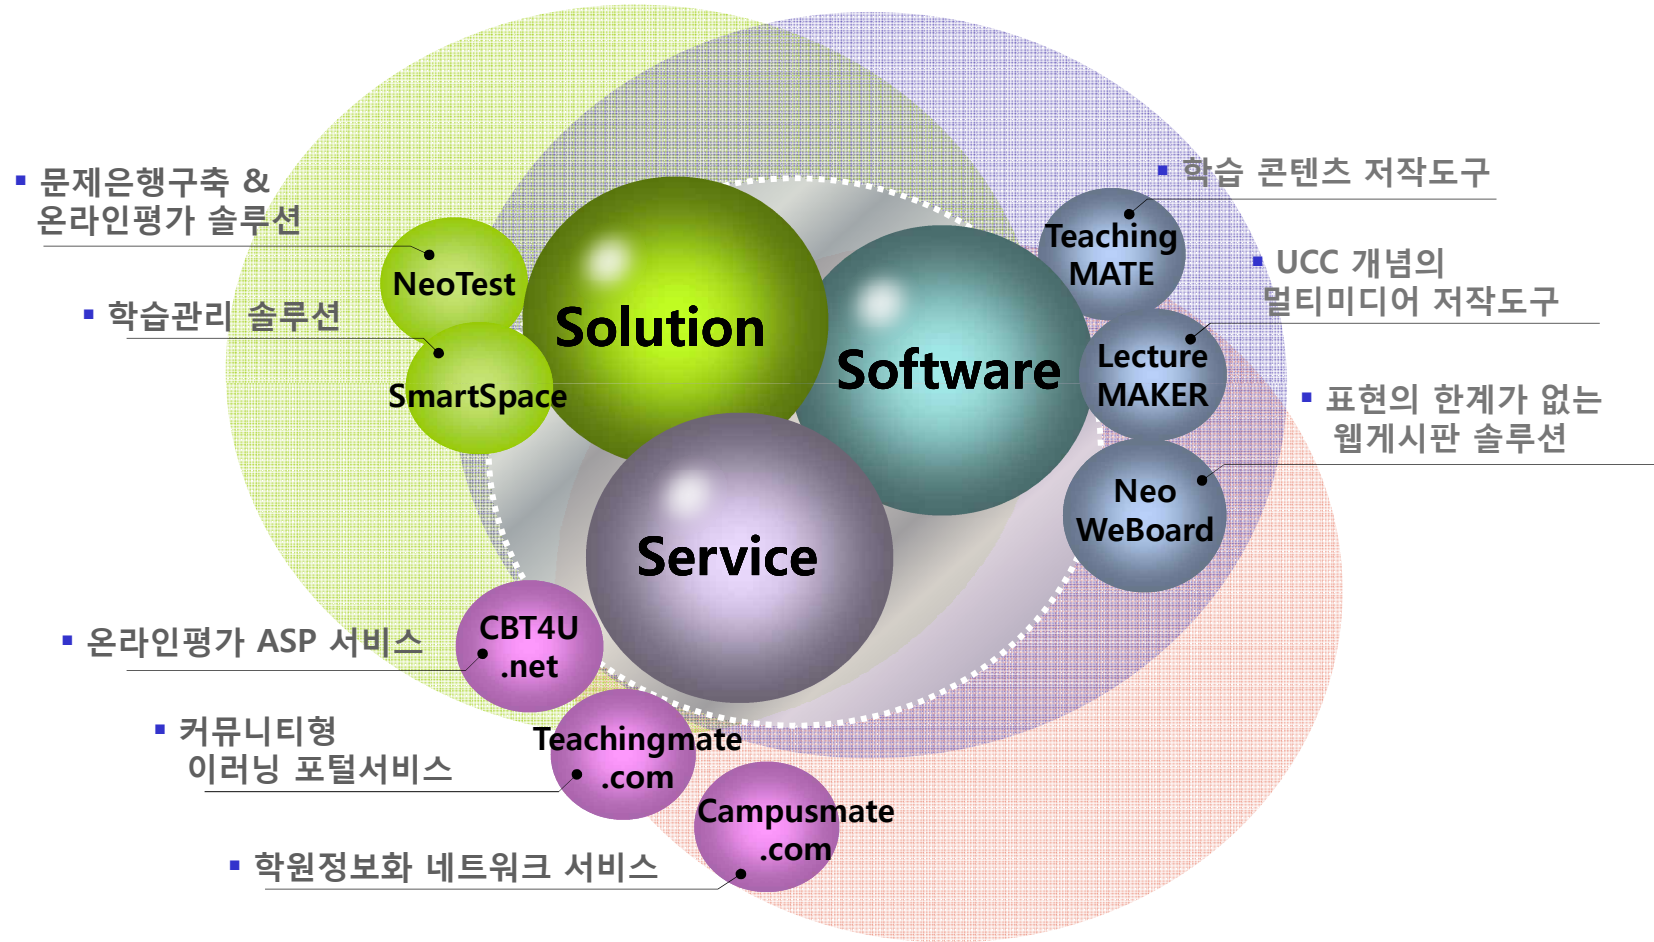 ▪ 문제은행구축 &
온라인평가 솔루션
NeoTest
▪ 학습관리 솔루션
SmartSpace
Solution
Software
Service
▪ 학습 콘텐츠 저작도구
Teaching
MATE
▪ UCC 개념의
멀티미디어 저작도구
Lecture
MAKER
▪ 표현의 한계가 없는
웹게시판 솔루션
Neo
WeBoard
▪ 온라인평가 ASP 서비스
CBT4U
.net
▪ 커뮤니티형
이러닝 포털서비스
Teachingmate
.com
▪ 학원정보화 네트워크 서비스
Campusmate
.com